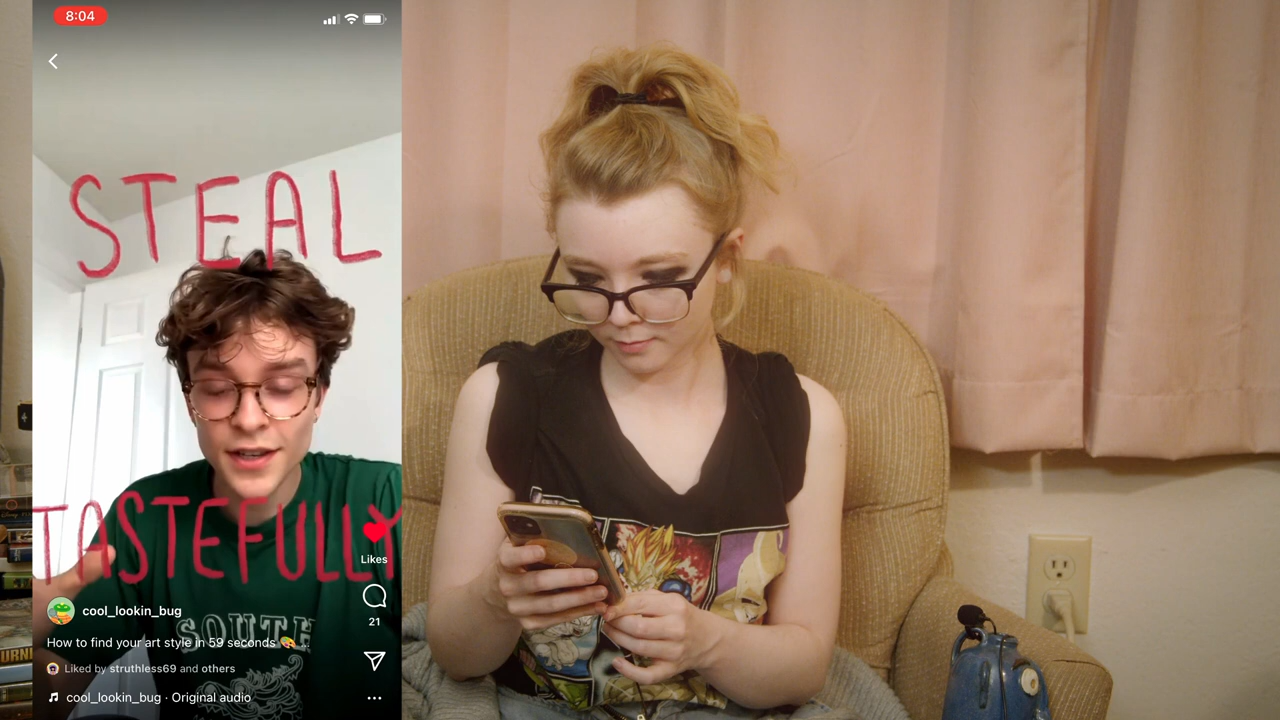 8:04
STEAL
TASTEFULLY
Likes
21
cool_lookin_bug
SOUTH
How to find your art style in 59 seconds 🎨 ...
Liked by struthless69 and others
cool_lookin_bug · Original audio